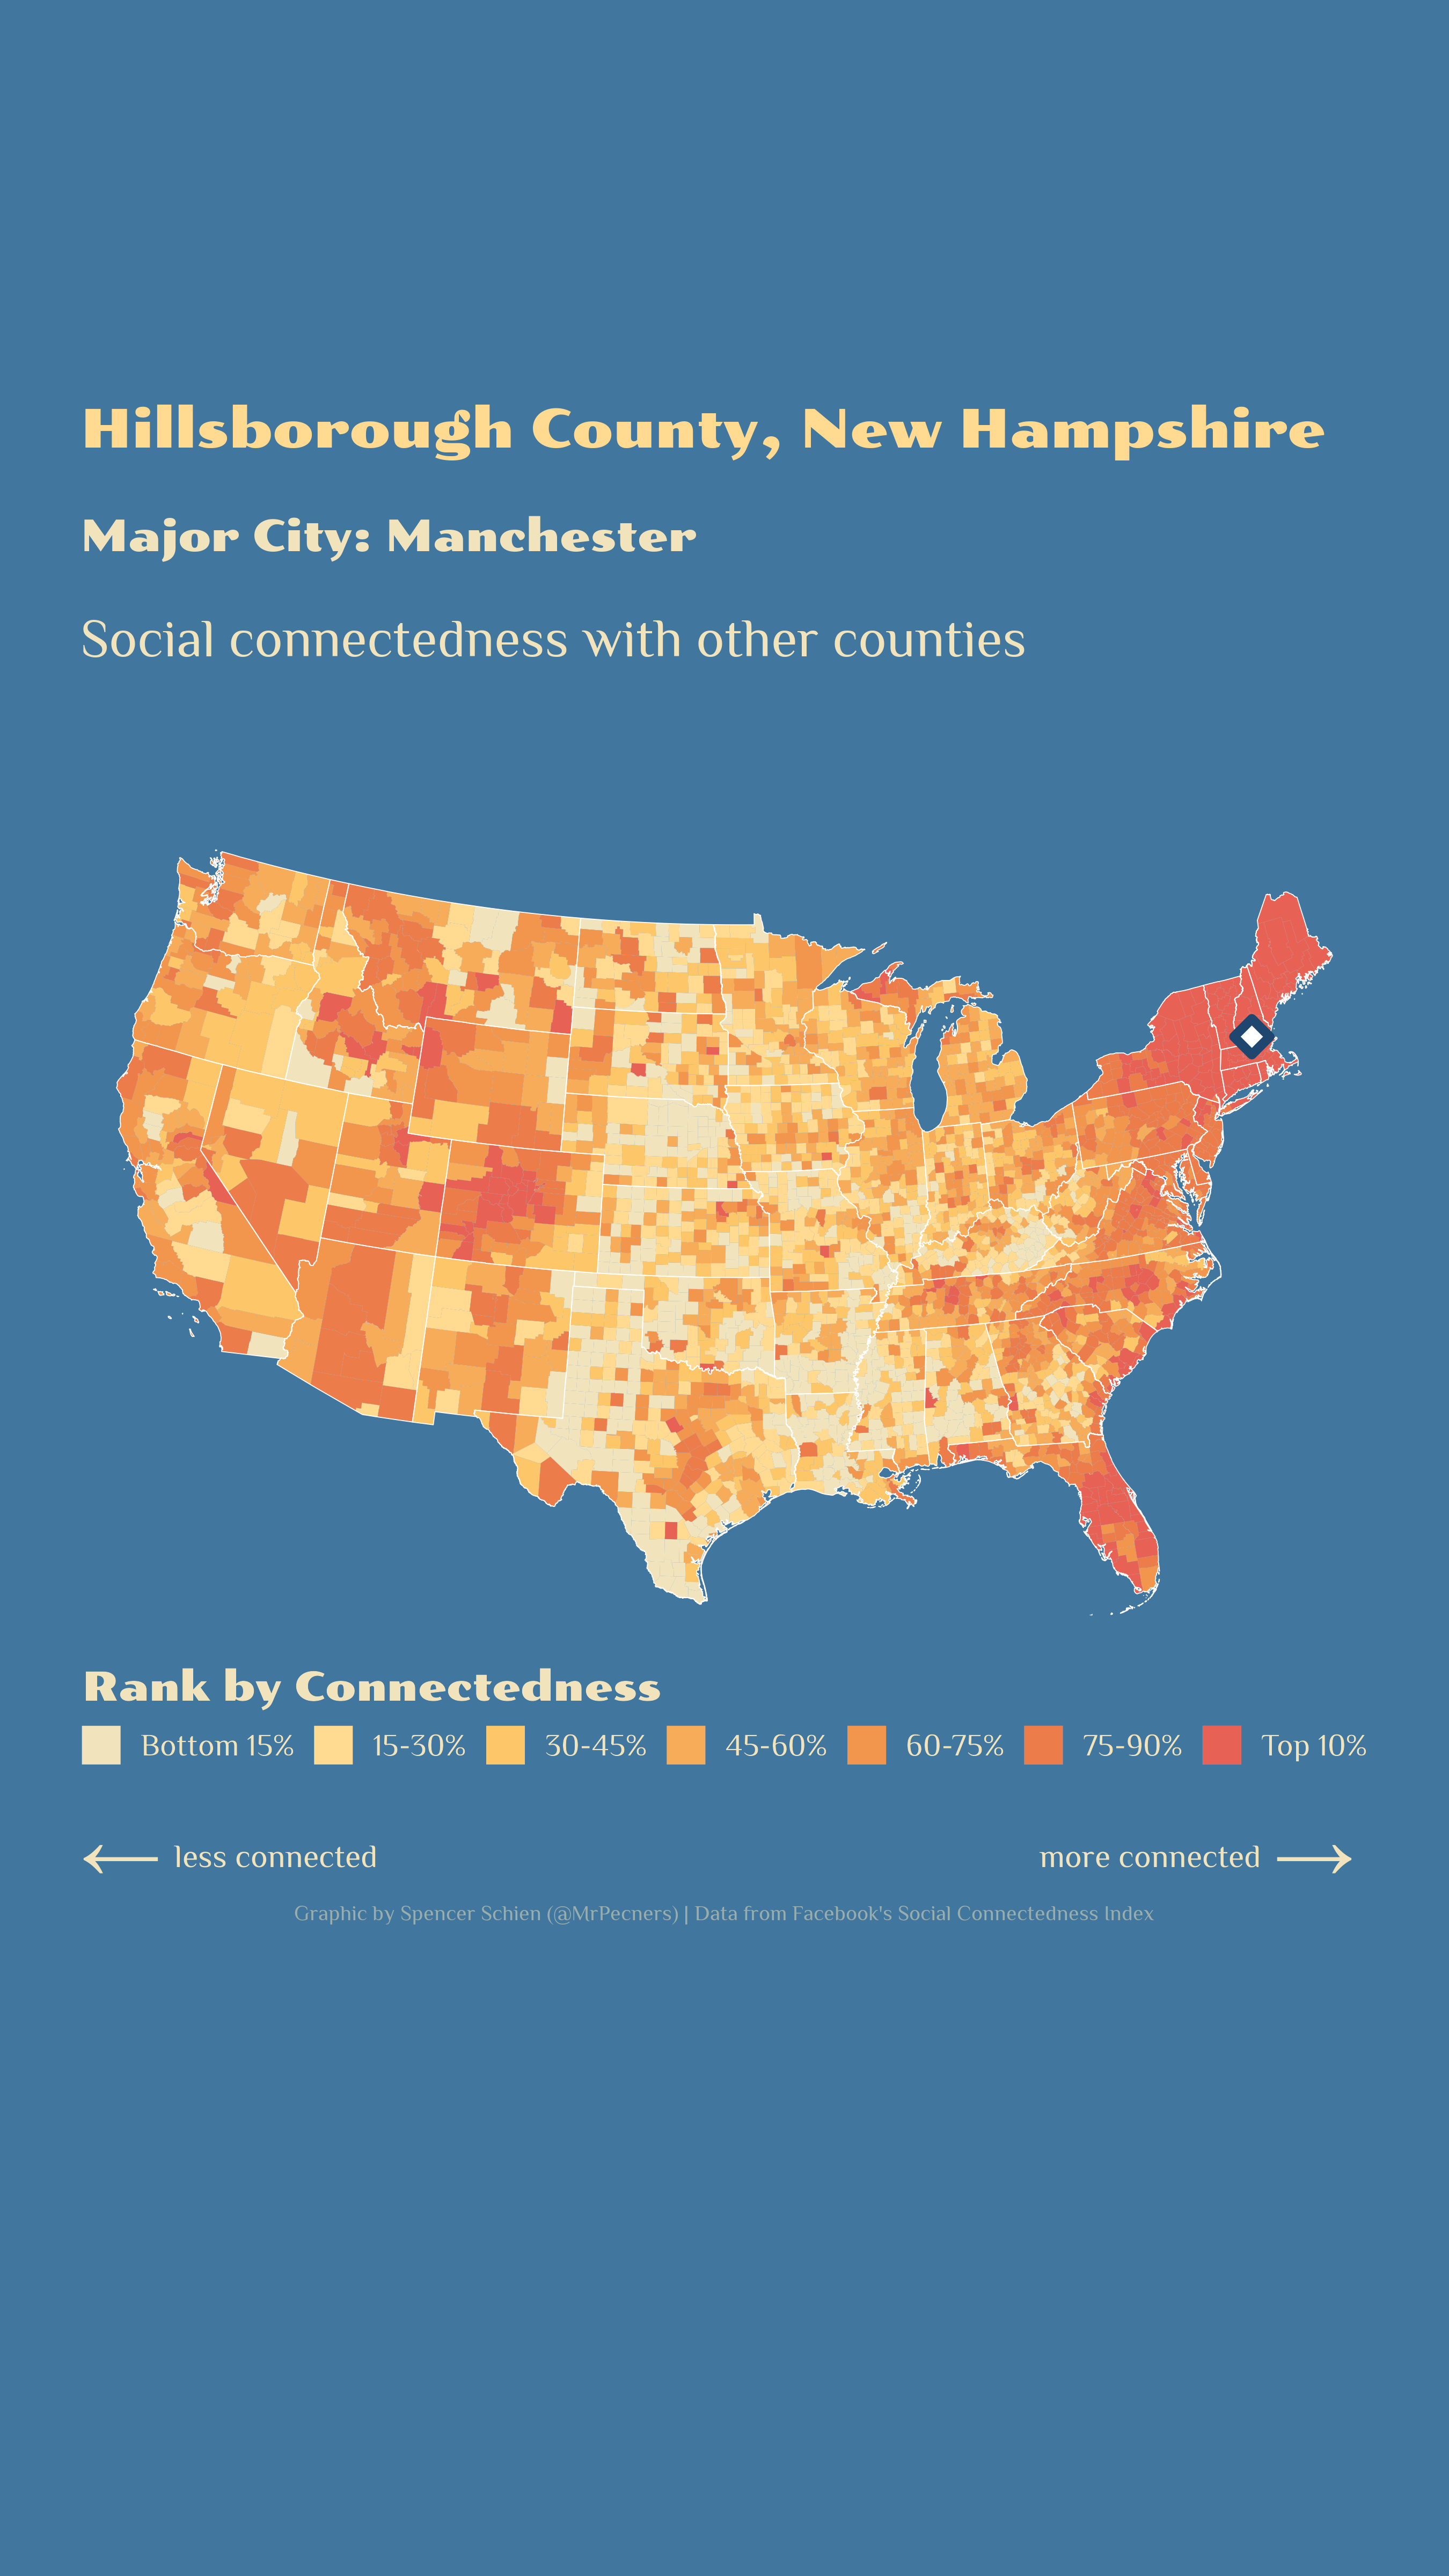 Hillsborough County, New Hampshire
Major City: Manchester
Social connectedness with other counties
Rank by Connectedness
Bottom 15% 15-30% 30-45% 45-60% 60-75% 75-90% Top 10%
← less connected more connected →
Graphic by Spencer Schien (@MrPecners) | Data from Facebook's Social Connectedness Index